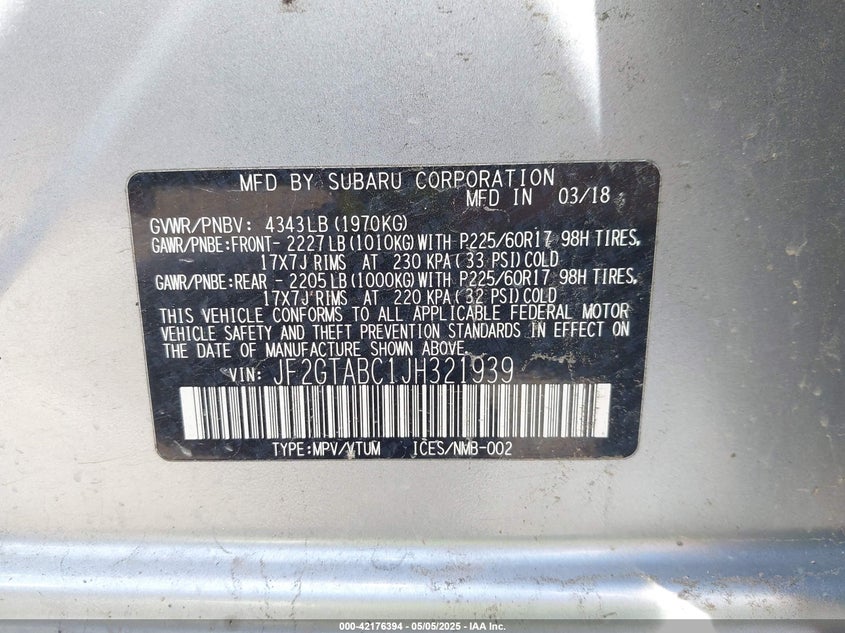 MFD BY SUBARU CORPORATION
MFD IN 03/18
GVWR/PNBV: 4343LB (1970KG)
GAWR/PNBE:FRONT- 2227LB (1010KG) WITH P225/60R17 98H TIRES,
17X7J RIMS AT 230 KPA (33 PSI) COLD
GAWR/PNBE:REAR - 2205LB (1000KG) WITH P225/60R17 98H TIRES,
17X7J RIMS AT 220 KPA (32 PSI) COLD
THIS VEHICLE CONFORMS TO ALL APPLICABLE FEDERAL MOTOR
VEHICLE SAFETY AND THEFT PREVENTION STANDARDS IN EFFECT ON
THE DATE OF MANUFACTURE SHOWN ABOVE.
VIN: JF2GTABC1JH321939
TYPE:MPV/VTUM ICES/NMB-002
000-42176394 - 05/05/2025 - IAA Inc.